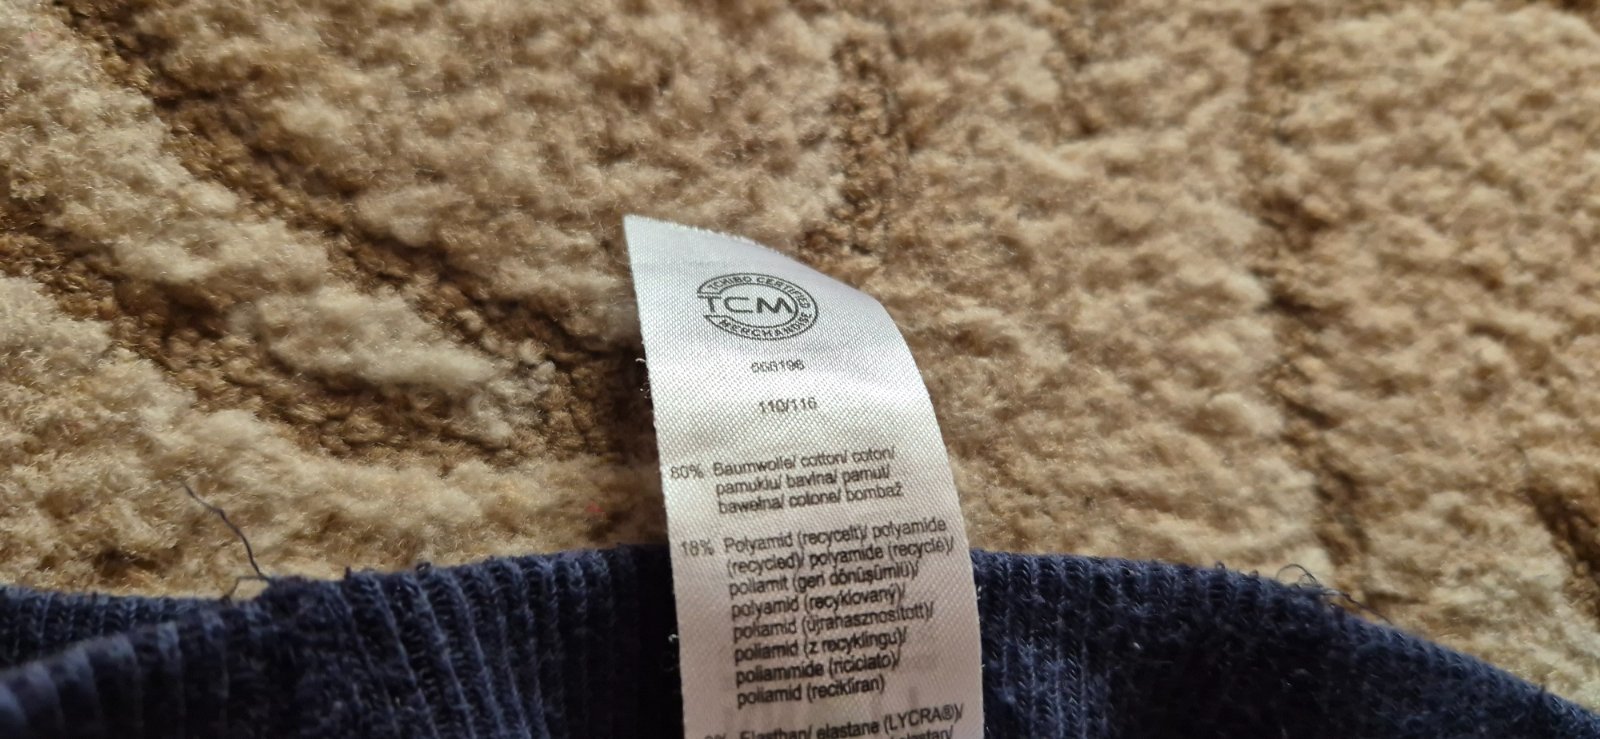 TCHIBO CERTIFIED
TCM
MERCHANDISE
110/116
80% Baumwolle/ cotton/ coton/
pamuklu/ bavlna/ pamut/
bawełna/ cotone/ bombaž
18% Polyamid (recycelt)/ polyamide
(recycled)/ polyamide (recyclé)/
poliamit (geri dönüşümlü)/
polyamid (recyklovaný)/
poliamid (újrahasznosított)/
poliamid (z recyklingu)/
poliammide (riciclato)/
poliamid (recikliran)
Elasthan/ elastane (LYCRA®)/